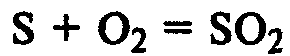 S + O₂ = SO₂